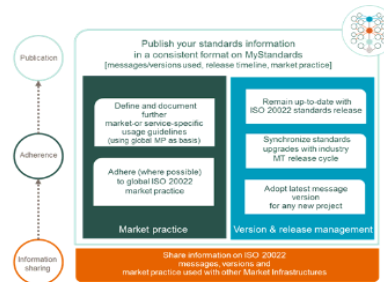 Publish your standards information
in a consistent format on MyStandards
[messages/versions used, release timeline, market practice]
Publication
Define and document
further
market-or service-specific
usage guidelines
(using global MP as basis)
Adhere (where possible)
to global ISO 20022
market practice
Market practice
Remain up-to-date with
ISO 20022 standards release
Synchronize standards
upgrades with industry
MT release cycle
Adopt latest message
version
for any new project
Version & release management
Adherence
Information
sharing
Share information on ISO 20022
messages, versions and
market practice used with other Market Infrastructures